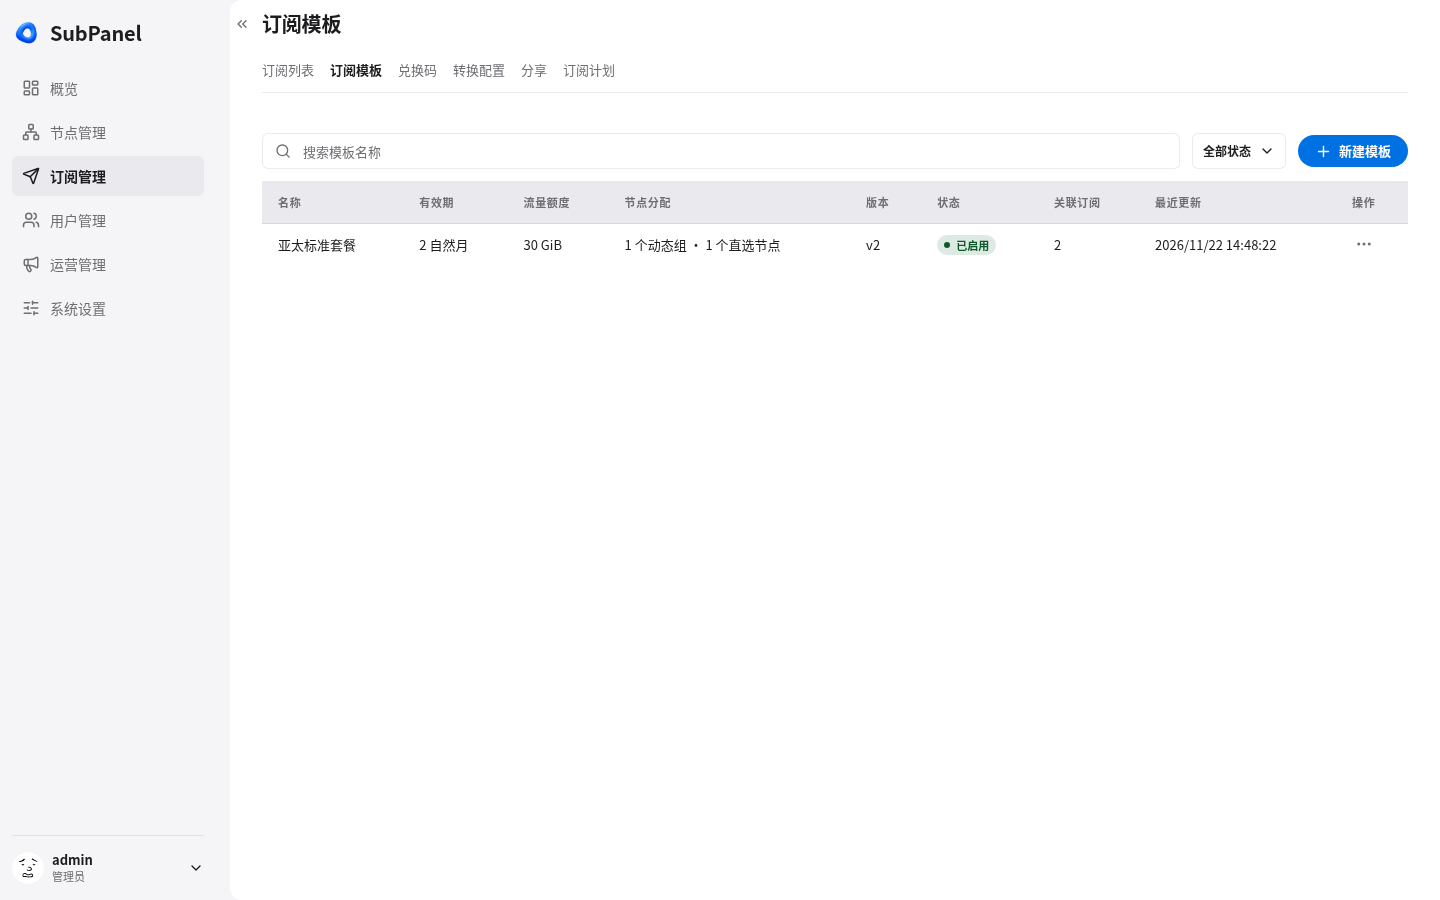 SubPanel
概览
节点管理
订阅管理
用户管理
运营管理
系统设置
admin
管理员
订阅模板
订阅列表 订阅模板 兑换码 转换配置 分享 订阅计划
搜索模板名称 全部状态 新建模板
名称 有效期 流量额度 节点分配 版本 状态 关联订阅 最近更新 操作
亚太标准套餐 2 自然月 30 GiB 1 个动态组 · 1 个直选节点 v2 已启用 2 2026/11/22 14:48:22